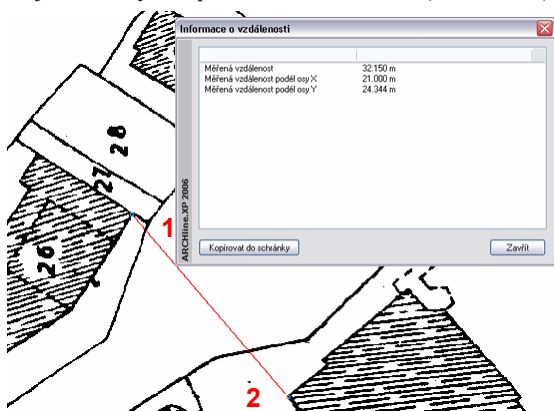 Informace o vzdálenosti
Měřená vzdálenost 32.150 m
Měřená vzdálenost podél osy X 21.000 m
Měřená vzdálenost podél osy Y 24.344 m
ARCHline.XP 2006
Kopírovat do schránky Zavřít
28
27
26
1
2